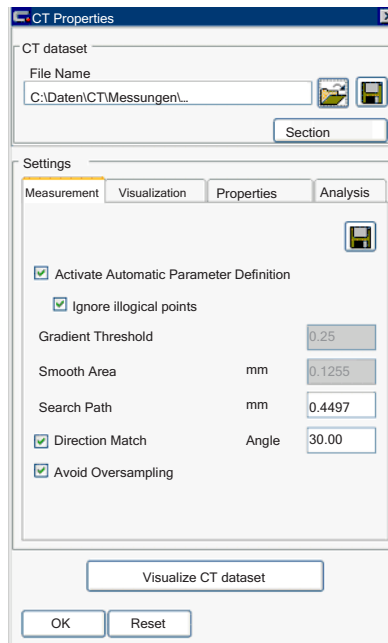 CT Properties
CT dataset
File Name
C:\Daten\CT\Messungen\...
Section
Settings
Measurement Visualization Properties Analysis
Activate Automatic Parameter Definition
Ignore illogical points
Gradient Threshold 0.25
Smooth Area mm 0.1255
Search Path mm 0.4497
Direction Match Angle 30.00
Avoid Oversampling
Visualize CT dataset
OK Reset